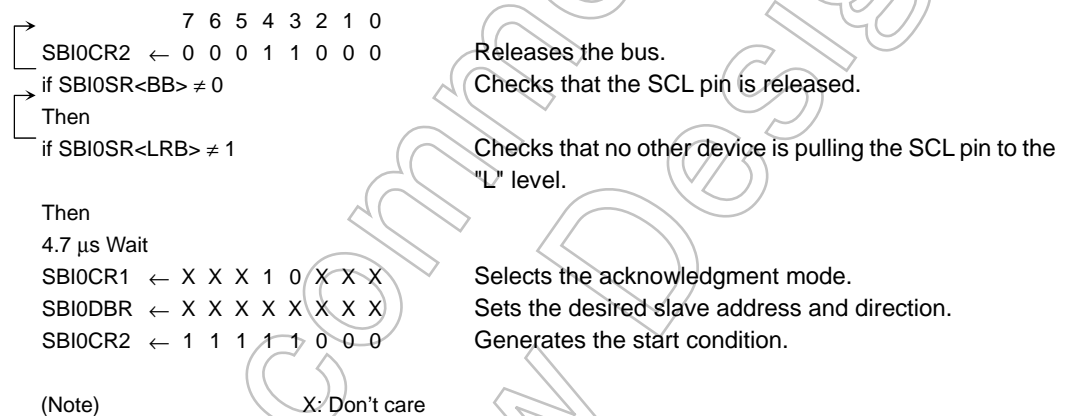 7 6 5 4 3 2 1 0
SBI0CR2 ← 0 0 0 1 1 0 0 0 Releases the bus.
if SBI0SR<BB> ≠ 0 Checks that the SCL pin is released.
Then
if SBI0SR<LRB> ≠ 1 Checks that no other device is pulling the SCL pin to the
"L" level.
Then
4.7 μs Wait
SBI0CR1 ← X X X 1 0 X X X Selects the acknowledgment mode.
SBI0DBR ← X X X X X X X X Sets the desired slave address and direction.
SBI0CR2 ← 1 1 1 1 1 0 0 0 Generates the start condition.
(Note) X: Don't care